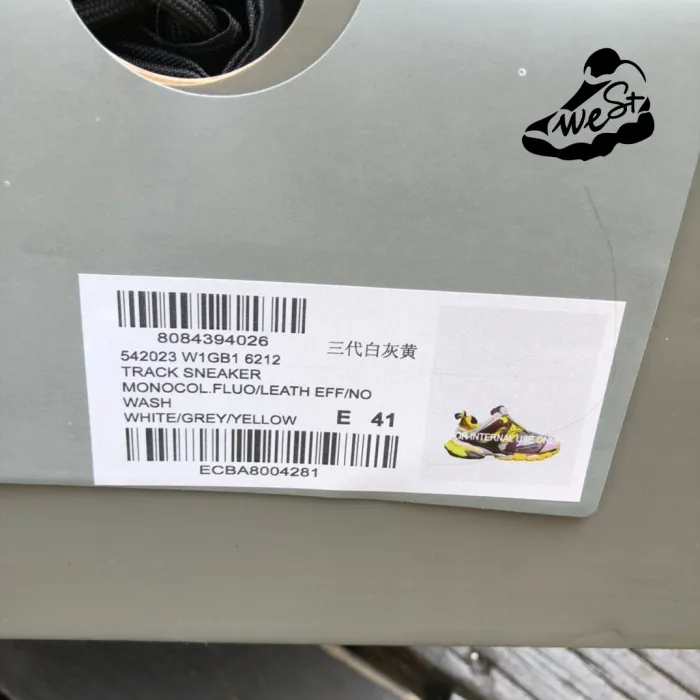 west
8084394026
542023 W1GB1 6212
三代白灰黄
TRACK SNEAKER
MONOCOL.FLUO/LEATH EFF/NO
WASH
WHITE/GREY/YELLOW E 41
ECBA8004281
FOR INTERNAL USE ONLY